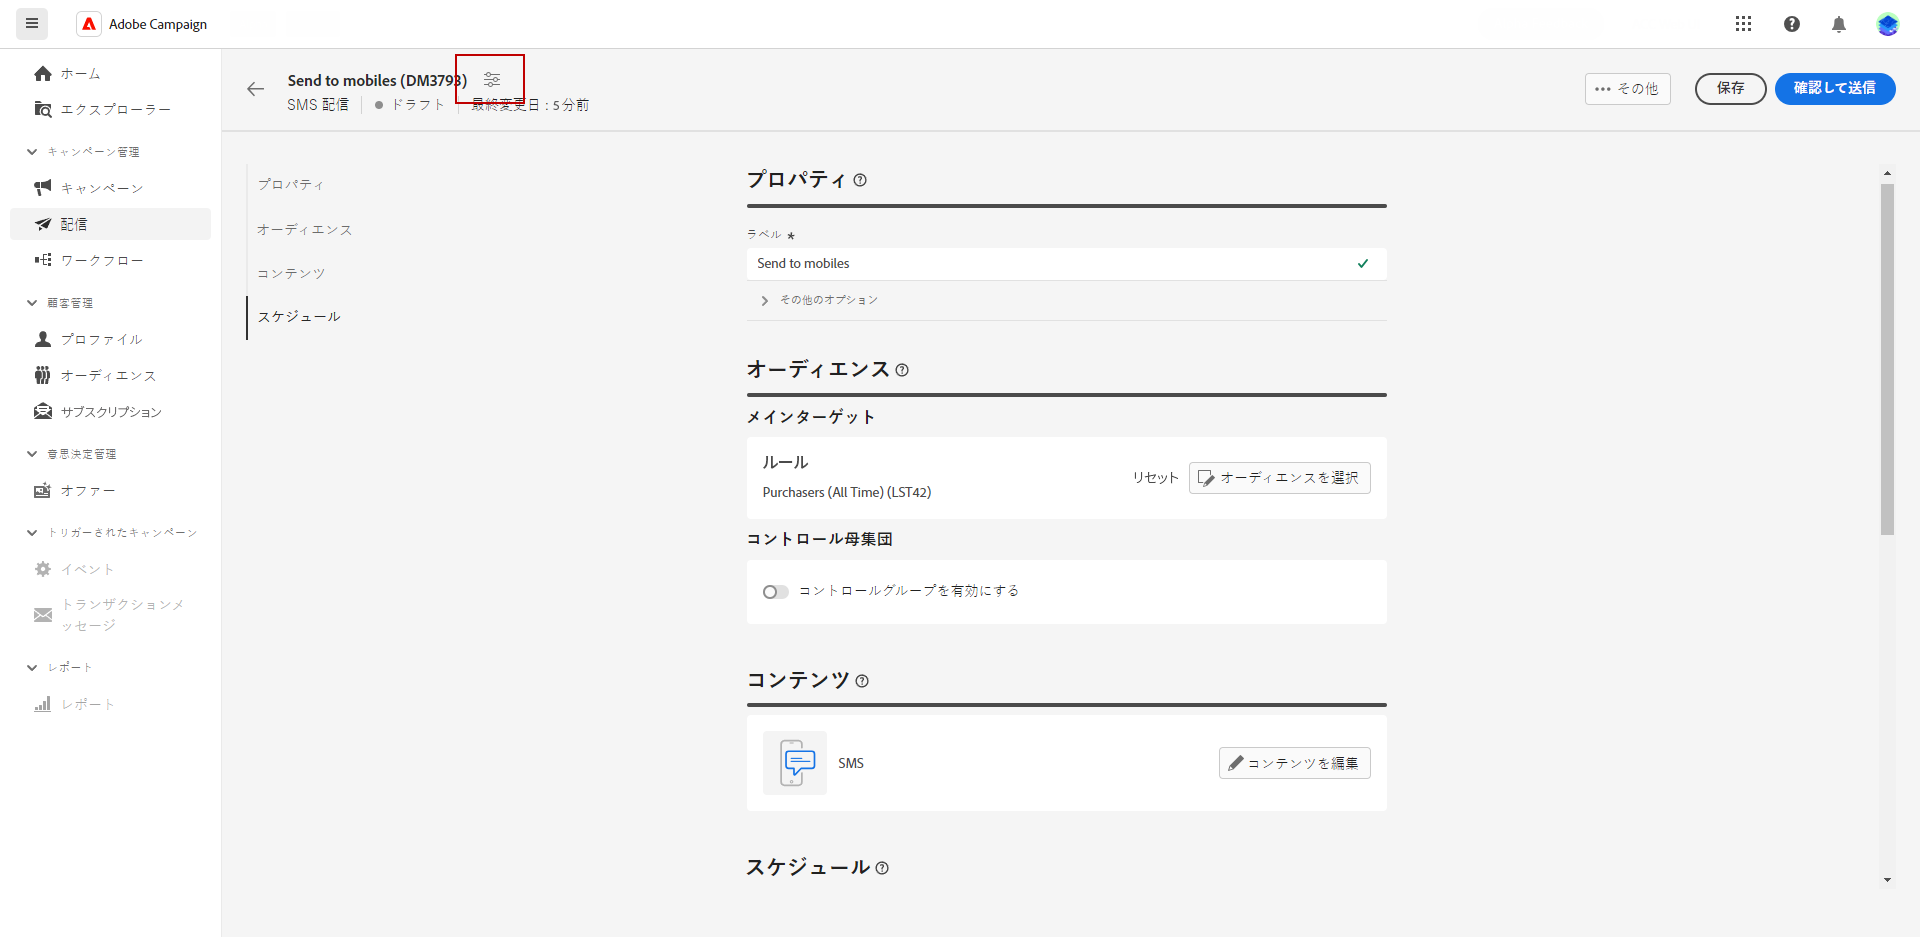 Adobe Campaign
ホーム
エクスプローラー
キャンペーン管理
キャンペーン
配信
ワークフロー
顧客管理
プロファイル
オーディエンス
サブスクリプション
意思決定管理
オファー
トリガーされたキャンペーン
イベント
トランザクションメ
ッセージ
レポート
レポート
Send to mobiles (DM3793)
SMS 配信
ドラフト
最終変更日 : 5 分前
その他
保存
確認して送信
プロパティ
オーディエンス
コンテンツ
スケジュール
プロパティ
ラベル *
Send to mobiles
その他のオプション
オーディエンス
メインターゲット
ルール
Purchasers (All Time) (LST42)
リセット
オーディエンスを選択
コントロール母集団
コントロールグループを有効にする
コンテンツ
SMS
コンテンツを編集
スケジュール